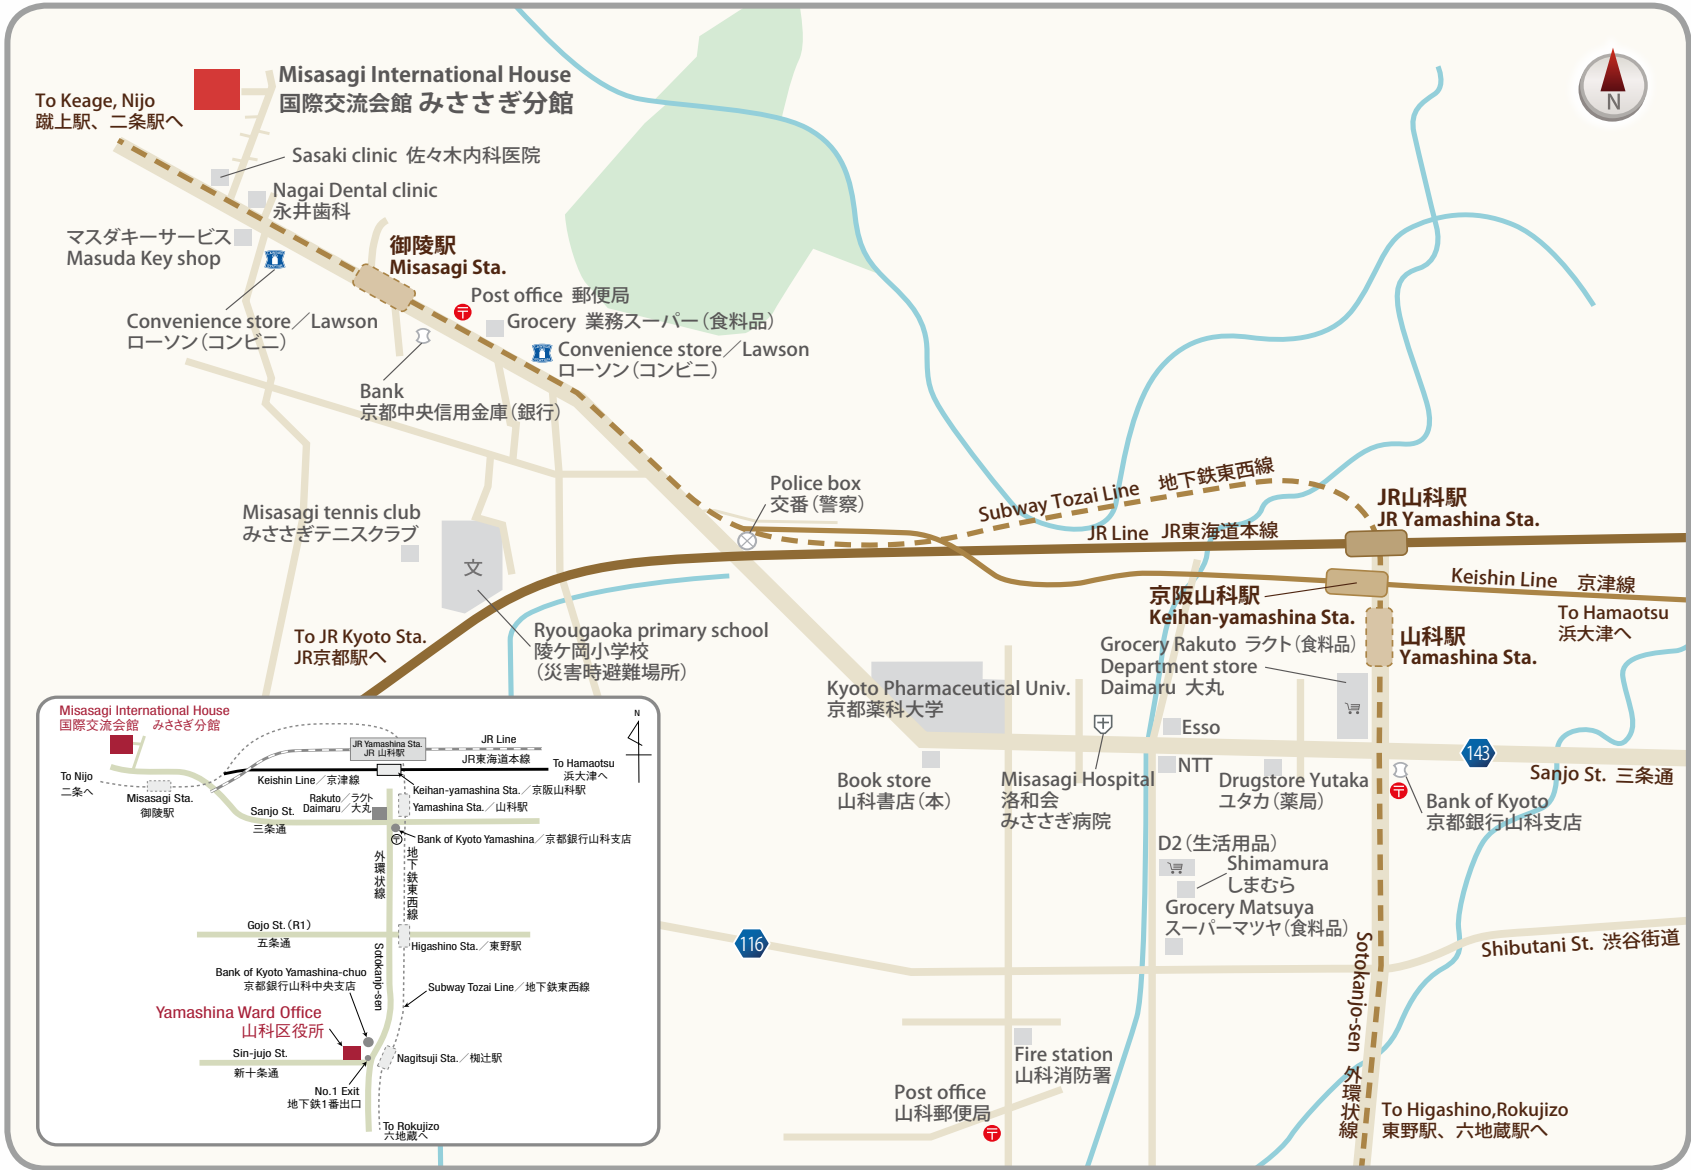 Misasagi International House
国際交流会館 みささぎ分館
To Keage, Nijo
蹴上駅、二条駅へ
N
Sasaki clinic 佐々木内科医院
Nagai Dental clinic
永井歯科
マスダキーサービス
Masuda Key shop
御陵駅
Misasagi Sta.
Post office 郵便局
Grocery 業務スーパー(食料品)
Convenience store／Lawson
ローソン(コンビニ)
Convenience store／Lawson
ローソン(コンビニ)
Bank
京都中央信用金庫(銀行)
Police box
交番(警察)
Subway Tozai Line 地下鉄東西線
JR山科駅
JR Yamashina Sta.
JR Line JR東海道本線
Misasagi tennis club
みささぎテニスクラブ
文
Keishin Line 京津線
京阪山科駅
Keihan-yamashina Sta.
To Hamaotsu
浜大津へ
To JR Kyoto Sta.
JR京都駅へ
Ryougaoka primary school
陵ケ岡小学校
(災害時避難場所)
Grocery Rakuto ラクト(食料品)
Department store
Daimaru 大丸
山科駅
Yamashina Sta.
Kyoto Pharmaceutical Univ.
京都薬科大学
Esso
NTT
143
Sanjo St. 三条通
Book store
山科書店(本)
Misasagi Hospital
洛和会
みささぎ病院
Drugstore Yutaka
ユタカ(薬局)
Bank of Kyoto
京都銀行山科支店
D2(生活用品)
Shimamura
しまむら
Grocery Matsuya
スーパーマツヤ(食料品)
116
Shibutani St. 渋谷街道
Sotokanjo-sen 外環状線
Fire station
山科消防署
Post office
山科郵便局
To Higashino,Rokujizo
東野駅、六地蔵駅へ
Misasagi International House
国際交流会館 みささぎ分館
N
JR Yamashina Sta.
JR 山科駅
JR Line
JR東海道本線
To Nijo
二条へ
Misasagi Sta.
御陵駅
Keishin Line／京津線
To Hamaotsu
浜大津へ
Keihan-yamashina Sta.／京阪山科駅
Rakuto／ラクト
Daimaru／大丸
Yamashina Sta.／山科駅
Sanjo St.
三条通
Bank of Kyoto Yamashina／京都銀行山科支店
外環状線
地下鉄東西線
Gojo St.(R1)
五条通
Higashino Sta.／東野駅
Sotokanjo-sen
Bank of Kyoto Yamashina-chuo
京都銀行山科中央支店
Subway Tozai Line／地下鉄東西線
Yamashina Ward Office
山科区役所
Sin-jujo St.
新十条通
Nagitsuji Sta.／椥辻駅
No.1 Exit
地下鉄1番出口
To Rokujizo
六地蔵へ